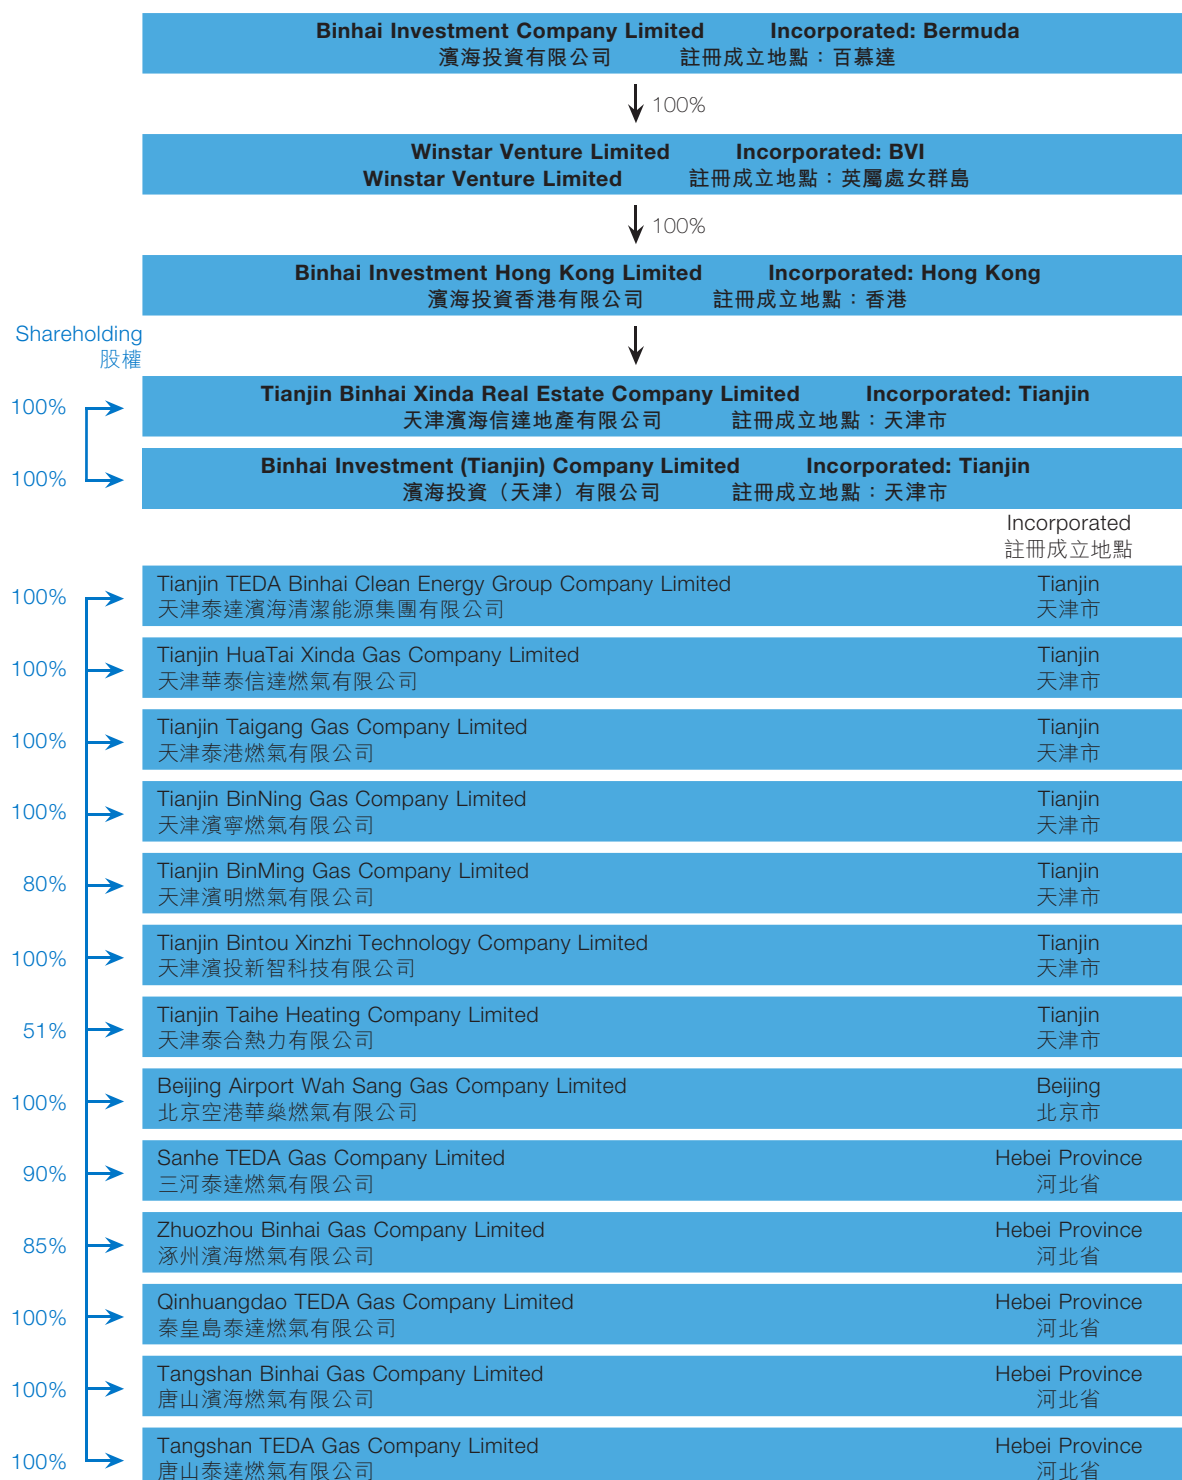 Binhai Investment Company Limited Incorporated: Bermuda
濱海投資有限公司 註冊成立地點：百慕達
100%
Winstar Venture Limited Incorporated: BVI
Winstar Venture Limited 註冊成立地點：英屬處女群島
100%
Binhai Investment Hong Kong Limited Incorporated: Hong Kong
濱海投資香港有限公司 註冊成立地點：香港
Shareholding
股權
Tianjin Binhai Xinda Real Estate Company Limited Incorporated: Tianjin
100%
天津濱海信達地產有限公司 註冊成立地點：天津市
Binhai Investment (Tianjin) Company Limited Incorporated: Tianjin
100%
濱海投資（天津）有限公司 註冊成立地點：天津市
Incorporated
註冊成立地點
Tianjin TEDA Binhai Clean Energy Group Company Limited Tianjin
100%
天津泰達濱海清潔能源集團有限公司 天津市
Tianjin HuaTai Xinda Gas Company Limited Tianjin
100%
天津華泰信達燃氣有限公司 天津市
Tianjin Taigang Gas Company Limited Tianjin
100%
天津泰港燃氣有限公司 天津市
Tianjin BinNing Gas Company Limited Tianjin
100%
天津濱寧燃氣有限公司 天津市
Tianjin BinMing Gas Company Limited Tianjin
80%
天津濱明燃氣有限公司 天津市
Tianjin Bintou Xinzhi Technology Company Limited Tianjin
100%
天津濱投新智科技有限公司 天津市
Tianjin Taihe Heating Company Limited Tianjin
51%
天津泰合熱力有限公司 天津市
Beijing Airport Wah Sang Gas Company Limited Beijing
100%
北京空港華燊燃氣有限公司 北京市
Sanhe TEDA Gas Company Limited Hebei Province
90%
三河泰達燃氣有限公司 河北省
Zhuozhou Binhai Gas Company Limited Hebei Province
85%
涿州濱海燃氣有限公司 河北省
Qinhuangdao TEDA Gas Company Limited Hebei Province
100%
秦皇島泰達燃氣有限公司 河北省
Tangshan Binhai Gas Company Limited Hebei Province
100%
唐山濱海燃氣有限公司 河北省
Tangshan TEDA Gas Company Limited Hebei Province
100%
唐山泰達燃氣有限公司 河北省